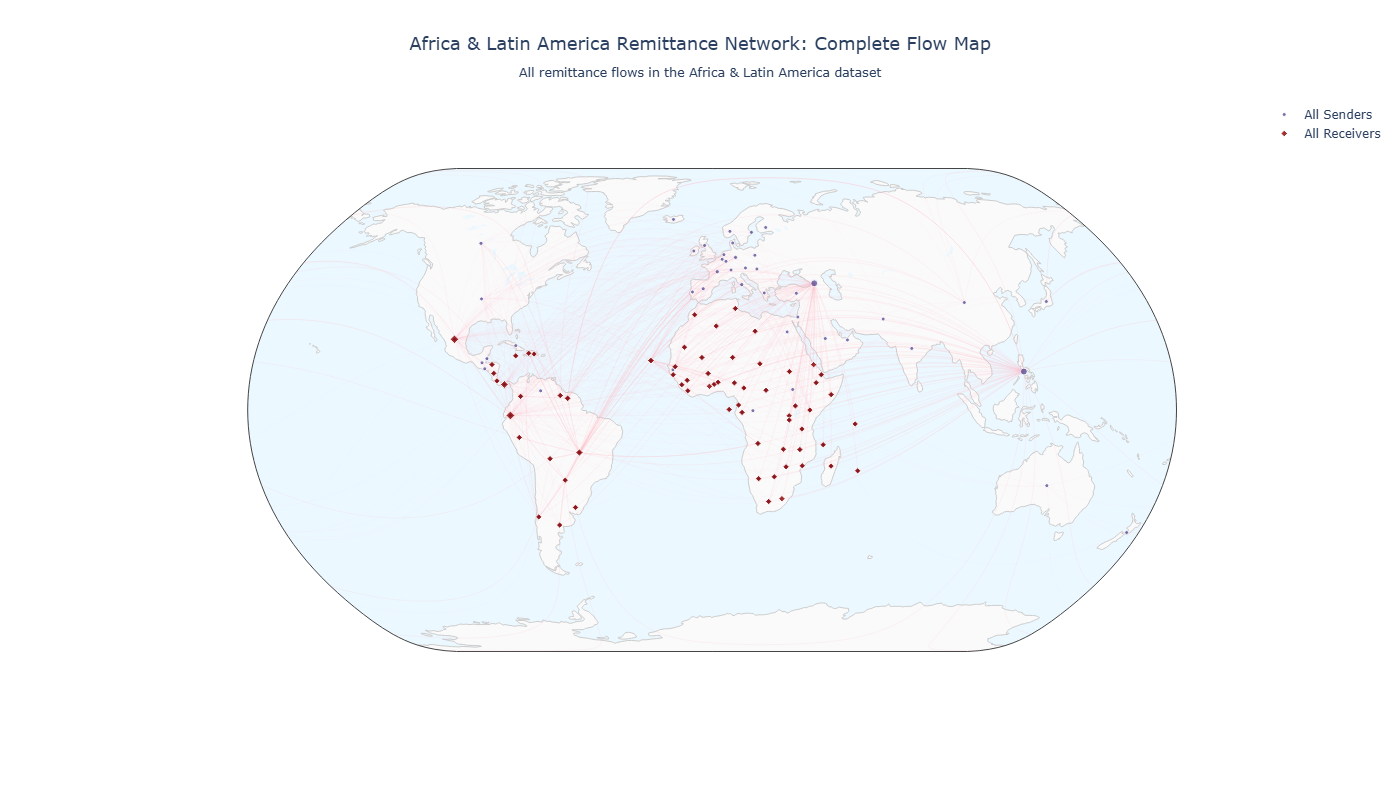 Africa & Latin America Remittance Network: Complete Flow Map
All remittance flows in the Africa & Latin America dataset
All Senders
All Receivers